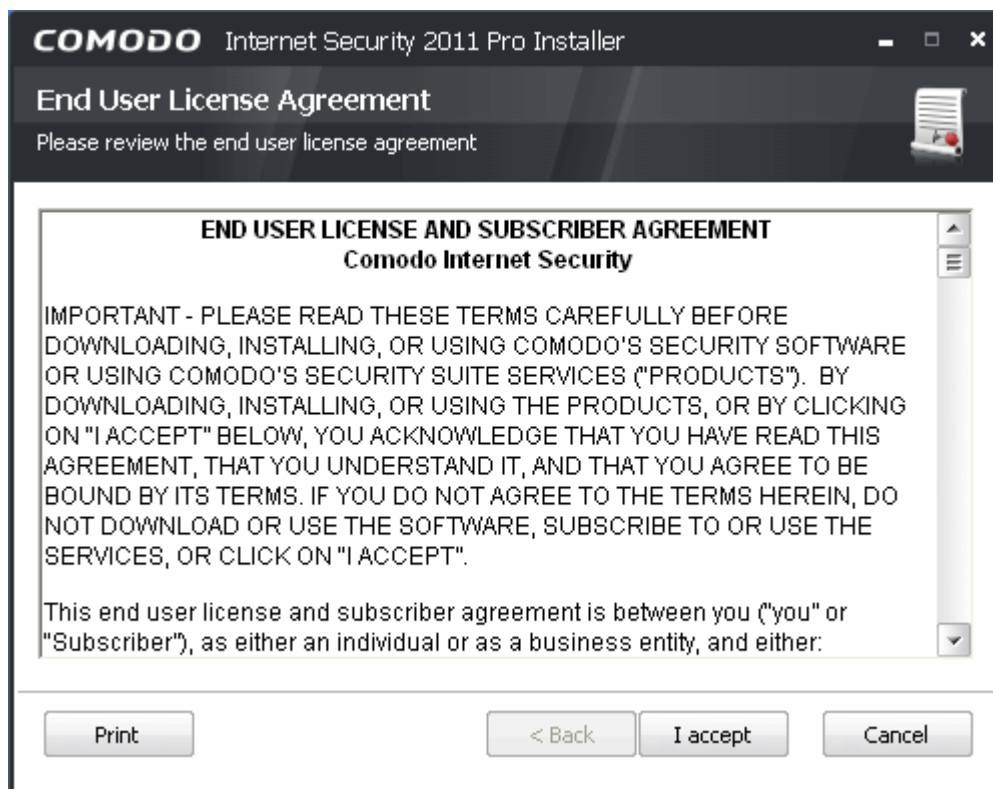 COMODO Internet Security 2011 Pro Installer
End User License Agreement
Please review the end user license agreement
END USER LICENSE AND SUBSCRIBER AGREEMENT
Comodo Internet Security
IMPORTANT - PLEASE READ THESE TERMS CAREFULLY BEFORE
DOWNLOADING, INSTALLING, OR USING COMODO'S SECURITY SOFTWARE
OR USING COMODO'S SECURITY SUITE SERVICES ("PRODUCTS").  BY
DOWNLOADING, INSTALLING, OR USING THE PRODUCTS, OR BY CLICKING
ON "I ACCEPT" BELOW, YOU ACKNOWLEDGE THAT YOU HAVE READ THIS
AGREEMENT, THAT YOU UNDERSTAND IT, AND THAT YOU AGREE TO BE
BOUND BY ITS TERMS. IF YOU DO NOT AGREE TO THE TERMS HEREIN, DO
NOT DOWNLOAD OR USE THE SOFTWARE, SUBSCRIBE TO OR USE THE
SERVICES, OR CLICK ON "I ACCEPT".
This end user license and subscriber agreement is between you ("you" or
"Subscriber"), as either an individual or as a business entity, and either:
Print
< Back
I accept
Cancel